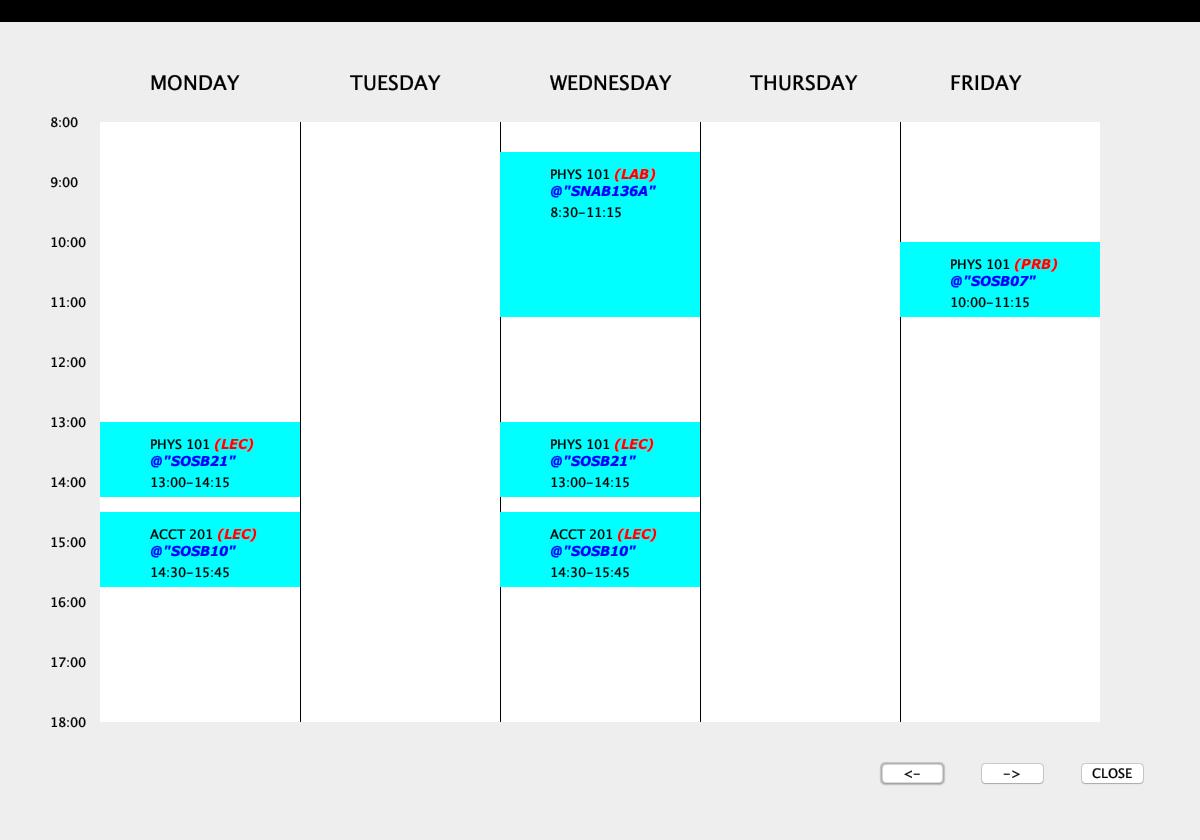 MONDAY TUESDAY WEDNESDAY THURSDAY FRIDAY
8:00
PHYS 101 (LAB)
9:00
@"SNAB136A"
8:30-11:15
10:00
PHYS 101 (PRB)
@"SOSB07"
11:00
10:00-11:15
12:00
13:00
PHYS 101 (LEC)
@"SOSB21"
13:00-14:15
PHYS 101 (LEC)
@"SOSB21"
13:00-14:15
14:00
ACCT 201 (LEC)
@"SOSB10"
14:30-15:45
ACCT 201 (LEC)
@"SOSB10"
14:30-15:45
15:00
16:00
17:00
18:00
<- -> CLOSE